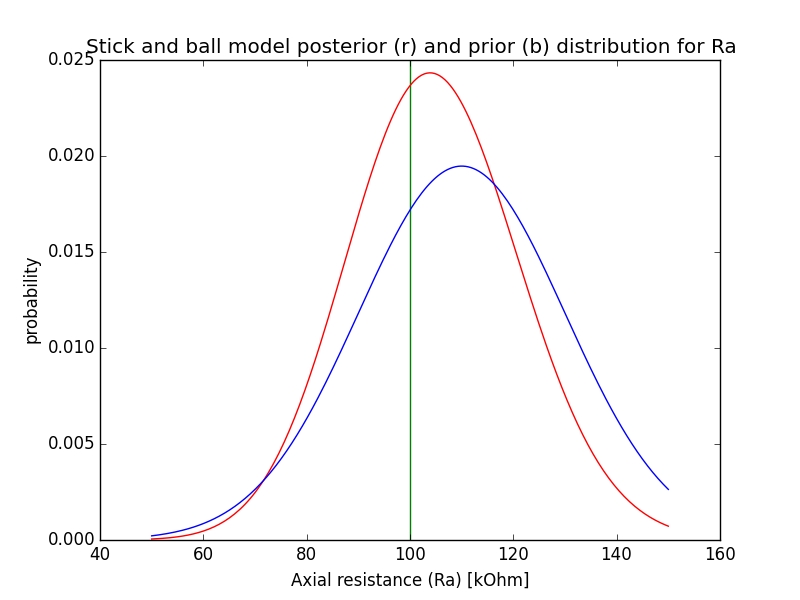 Stick and ball model posterior (r) and prior (b) distribution for Ra
0.025
0.020
0.015
0.010
0.005
0.000
probability
40 60 80 100 120 140 160
Axial resistance (Ra) [kOhm]